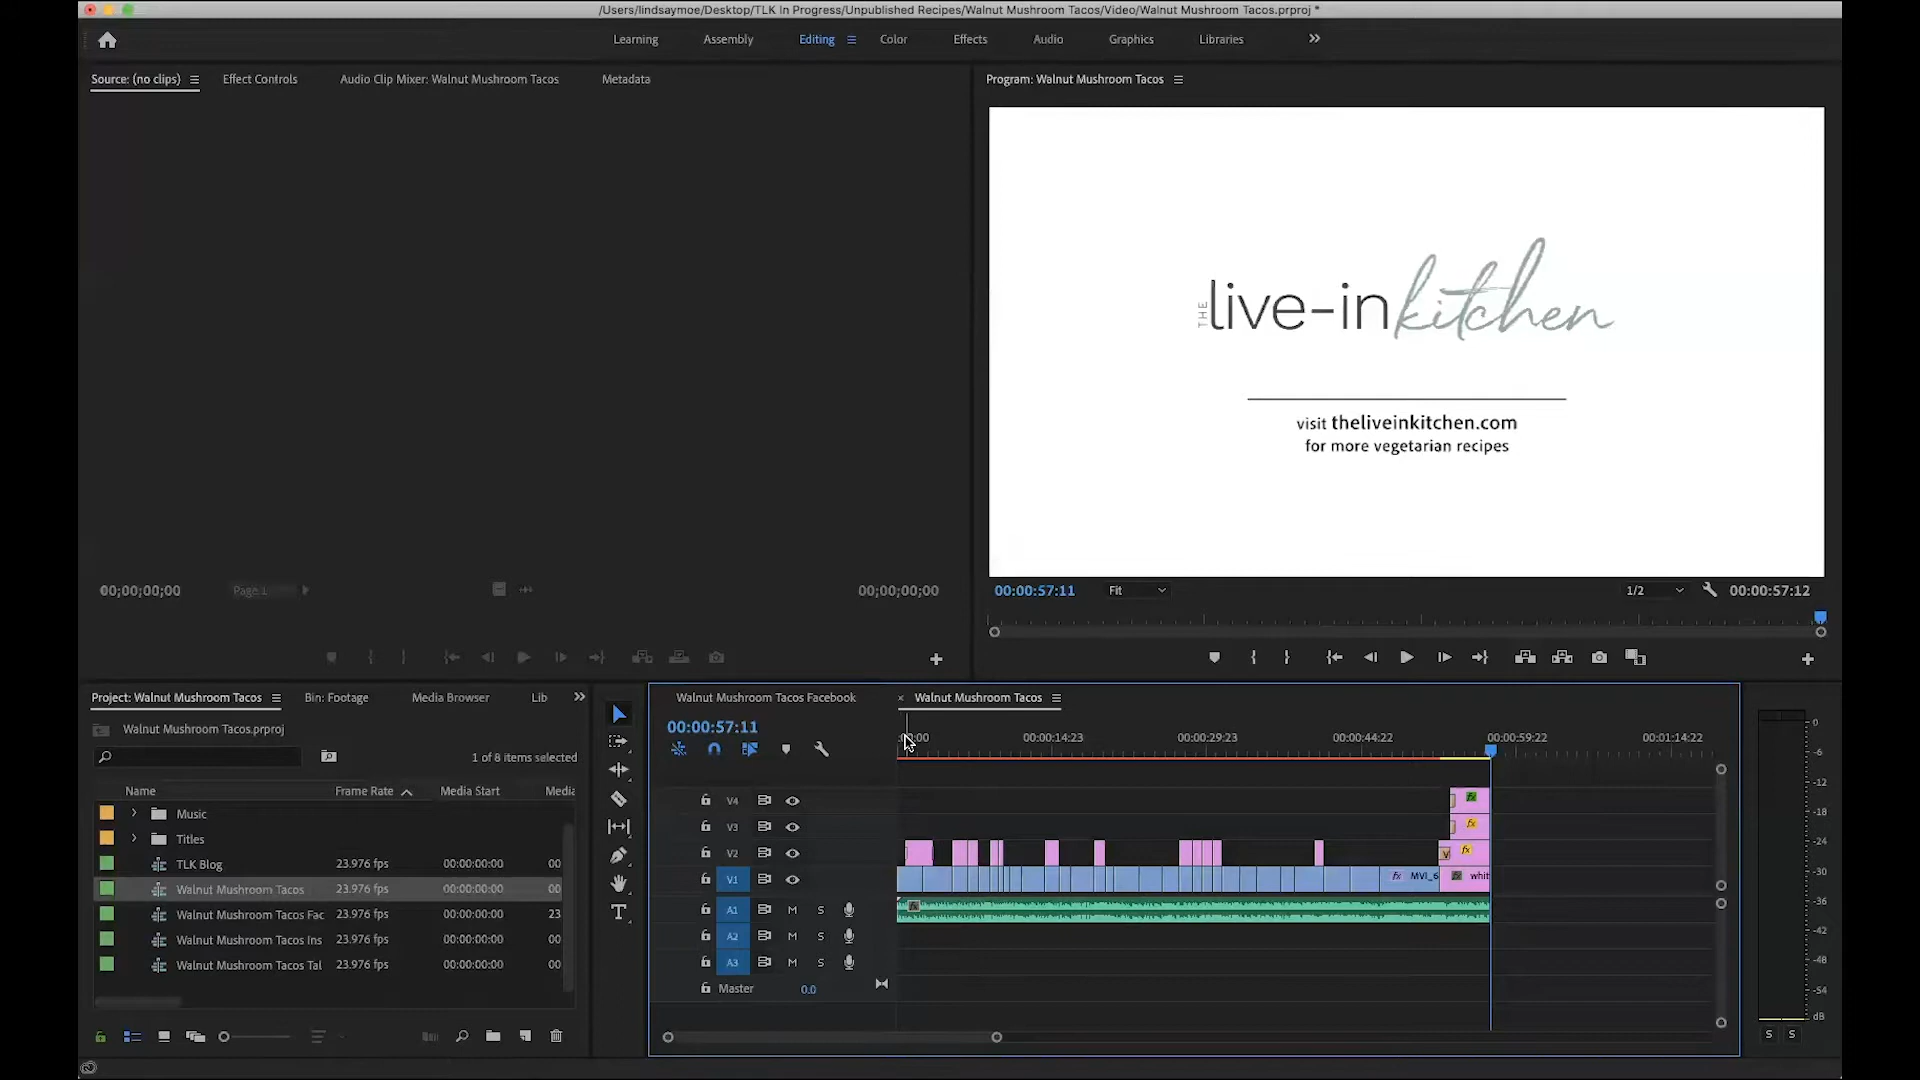 /Users/lindsaymoe/Desktop/TLK In Progress/Unpublished Recipes/Walnut Mushroom Tacos/Video/Walnut Mushroom Tacos.prproj *
Learning Assembly Editing Color Effects Audio Graphics Libraries
Source: (no clips) Effect Controls Audio Clip Mixer: Walnut Mushroom Tacos Metadata
Program: Walnut Mushroom Tacos
THE live-in kitchen
visit theliveinkitchen.com
for more vegetarian recipes
00;00;00;00 Page 1 00;00;00;00
00:00:57:11 Fit 1/2 00:00:57:12
Project: Walnut Mushroom Tacos Bin: Footage Media Browser Lib
Walnut Mushroom Tacos.prproj
1 of 8 items selected
Name Frame Rate Media Start Media
Music
Titles
TLK Blog 23.976 fps 00:00:00:00 00
Walnut Mushroom Tacos 23.976 fps 00:00:00:00 00
Walnut Mushroom Tacos Fac 23.976 fps 00:00:00:00 23
Walnut Mushroom Tacos Ins 23.976 fps 00:00:00:00 00
Walnut Mushroom Tacos Tal 23.976 fps 00:00:00:00 00
Walnut Mushroom Tacos Facebook × Walnut Mushroom Tacos
00:00:57:11
:00:00 00:00:14:23 00:00:29:23 00:00:44:22 00:00:59:22 00:01:14:22
V4 fx
V3 fx
V2 V fx
V1 fx MVI_6 fx whit
A1 M S fx
A2 M S
A3 M S
Master 0.0
0
-6
-12
-18
-24
-30
-36
-42
-48
-54
dB
S S